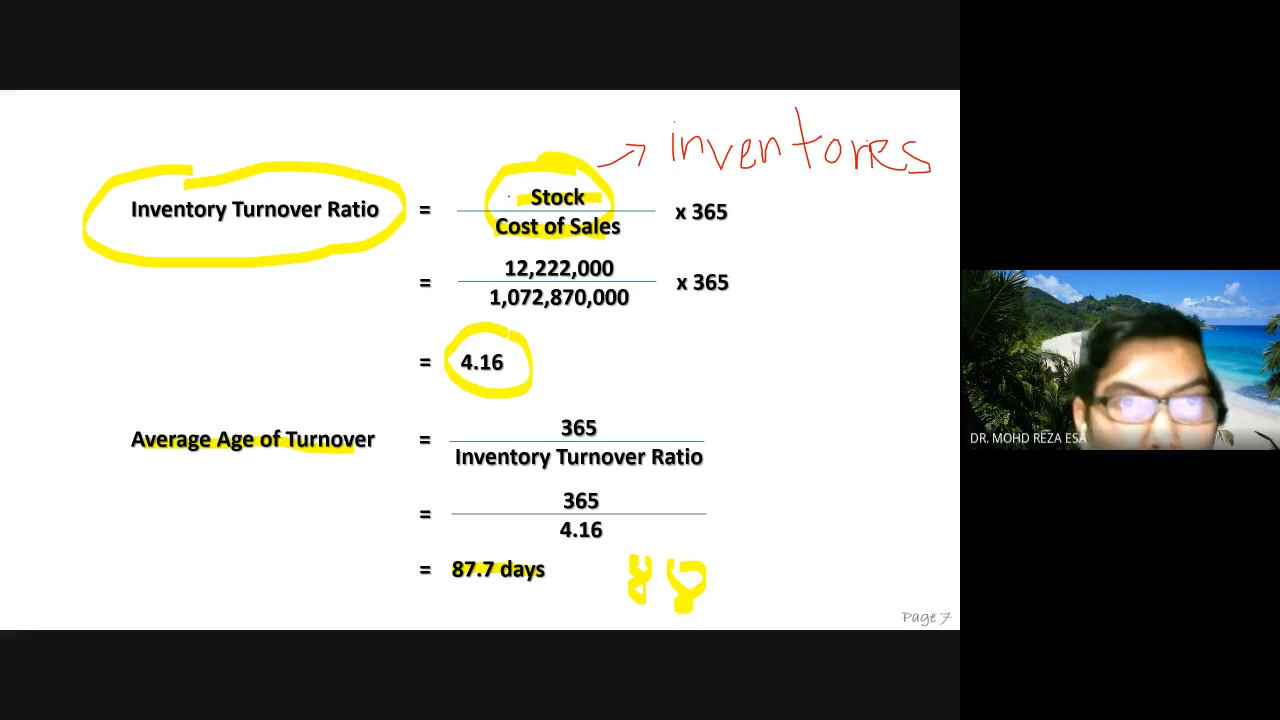 inventories
Inventory Turnover Ratio = Stock / Cost of Sales x 365
= 12,222,000 / 1,072,870,000 x 365
= 4.16
Average Age of Turnover = 365 / Inventory Turnover Ratio
= 365 / 4.16
= 87.7 days
Page 7
DR. MOHD REZA ESA